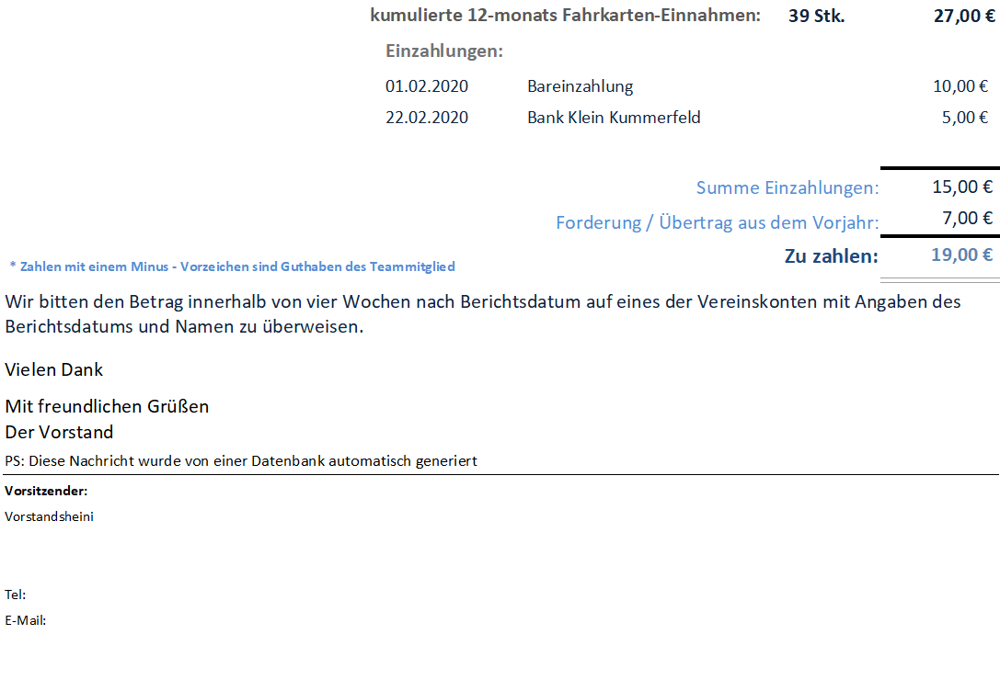 kumulierte 12-monats Fahrkarten-Einnahmen: 39 Stk. 27,00 €
Einzahlungen:
01.02.2020 Bareinzahlung 10,00 €
22.02.2020 Bank Klein Kummerfeld 5,00 €
Summe Einzahlungen: 15,00 €
Forderung / Übertrag aus dem Vorjahr: 7,00 €
Zu zahlen: 19,00 €
* Zahlen mit einem Minus - Vorzeichen sind Guthaben des Teammitglied
Wir bitten den Betrag innerhalb von vier Wochen nach Berichtsdatum auf eines der Vereinskonten mit Angaben des
Berichtsdatums und Namen zu überweisen.
Vielen Dank
Mit freundlichen Grüßen
Der Vorstand
PS: Diese Nachricht wurde von einer Datenbank automatisch generiert
Vorsitzender:
Vorstandsheini
Tel:
E-Mail: